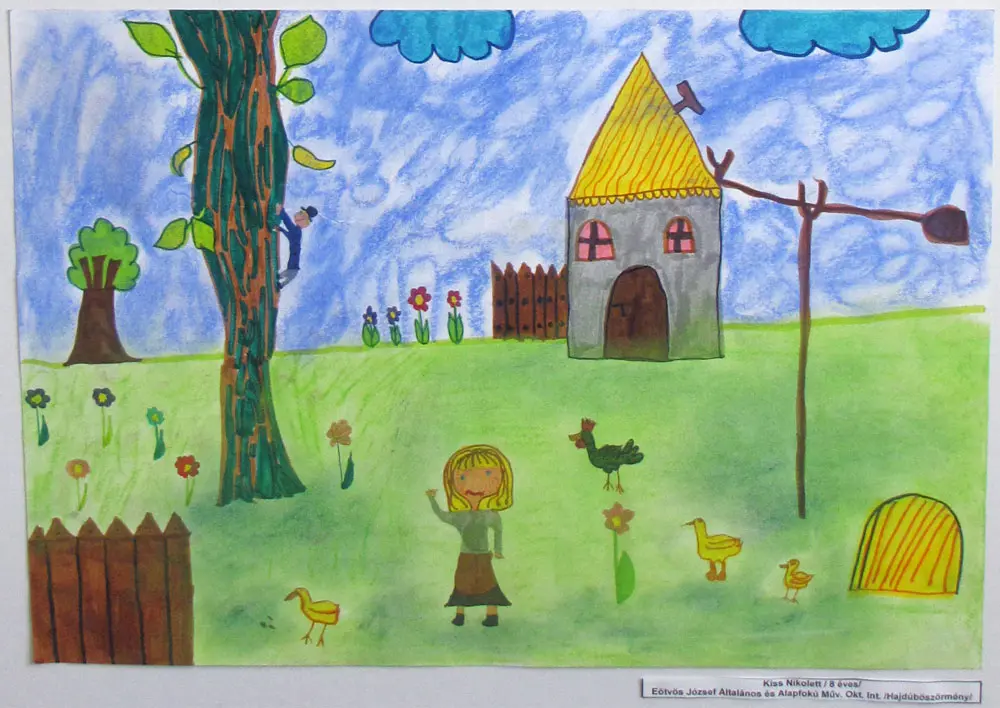 Kiss Nikolett / 8 éves/
Eötvös József Általános és Alapfokú Műv. Okt. Int. /Hajdúböszörmény/